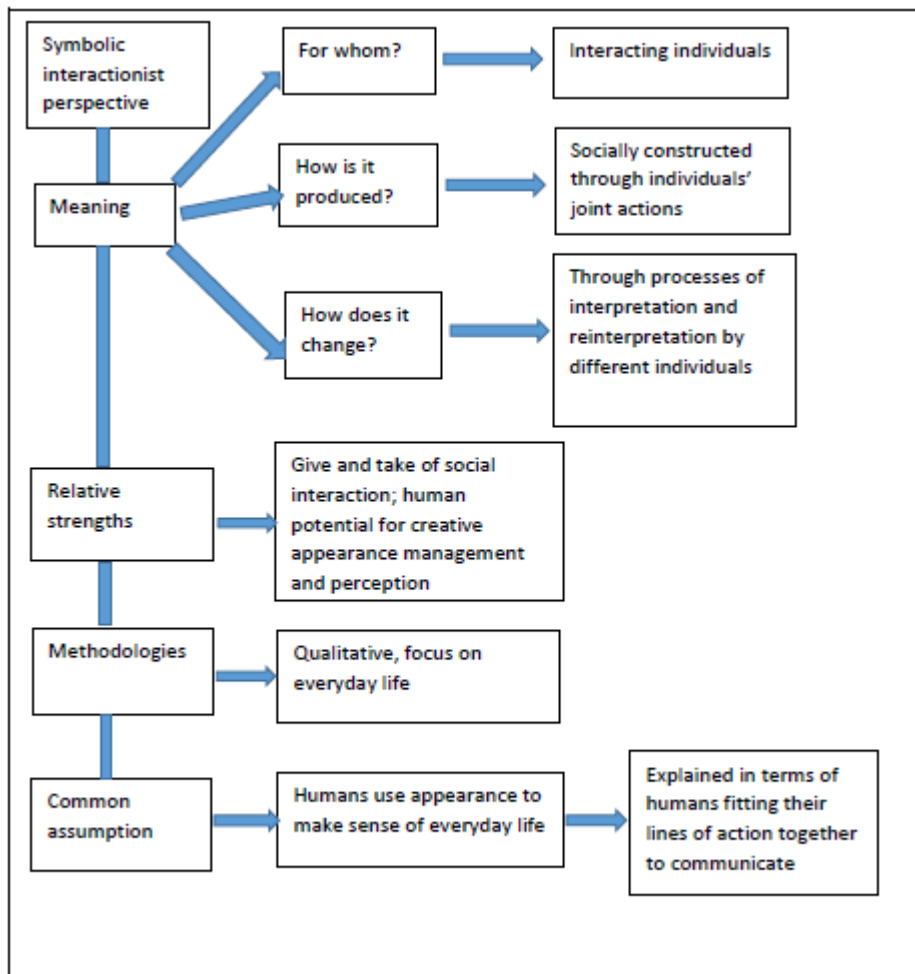 Symbolic
interactionist
perspective
For whom?
Interacting individuals
Meaning
How is it
produced?
Socially constructed
through individuals’
joint actions
How does it
change?
Through processes of
interpretation and
reinterpretation by
different individuals
Relative
strengths
Give and take of social
interaction; human
potential for creative
appearance management
and perception
Methodologies
Qualitative, focus on
everyday life
Common
assumption
Humans use appearance to
make sense of everyday life
Explained in terms of
humans fitting their
lines of action together
to communicate